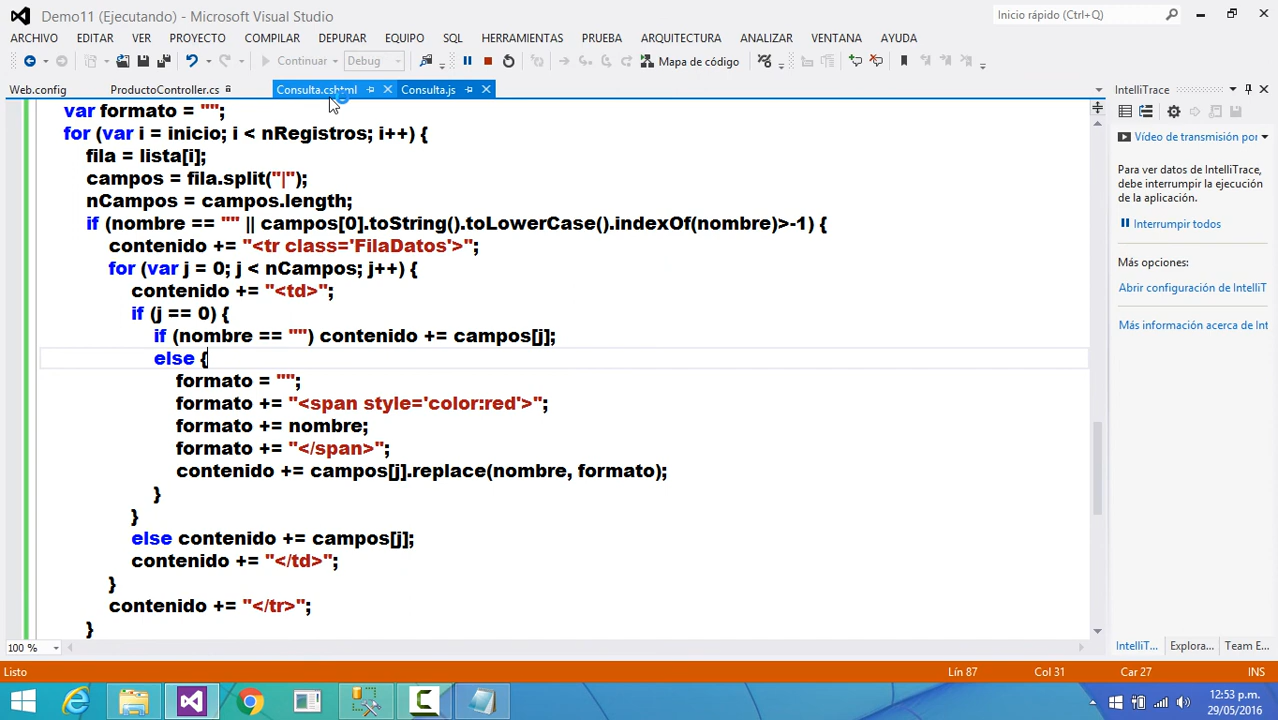 Demo11 (Ejecutando) - Microsoft Visual Studio
Inicio rápido (Ctrl+Q)
ARCHIVO EDITAR VER PROYECTO COMPILAR DEPURAR EQUIPO SQL HERRAMIENTAS PRUEBA ARQUITECTURA ANALIZAR VENTANA AYUDA
Continuar Debug Mapa de código
Web.config ProductoController.cs Consulta.cshtml Consulta.js
var formato = "";
for (var i = inicio; i < nRegistros; i++) {
fila = lista[i];
campos = fila.split("|");
nCampos = campos.length;
if (nombre == "" || campos[0].toString().toLowerCase().indexOf(nombre)>-1) {
contenido += "<tr class='FilaDatos'>";
for (var j = 0; j < nCampos; j++) {
contenido += "<td>";
if (j == 0) {
if (nombre == "") contenido += campos[j];
else {
formato = "";
formato += "<span style='color:red'>";
formato += nombre;
formato += "</span>";
contenido += campos[j].replace(nombre, formato);
}
}
else contenido += campos[j];
contenido += "</td>";
}
contenido += "</tr>";
}
100 %
IntelliTrace
Vídeo de transmisión por
Para ver datos de IntelliTrace,
debe interrumpir la ejecución
de la aplicación.
Interrumpir todos
Más opciones:
Abrir configuración de IntelliT
Más información acerca de Int
IntelliT... Explora... Team E...
Listo Lín 87 Col 31 Car 27 INS
12:53 p.m.
29/05/2016